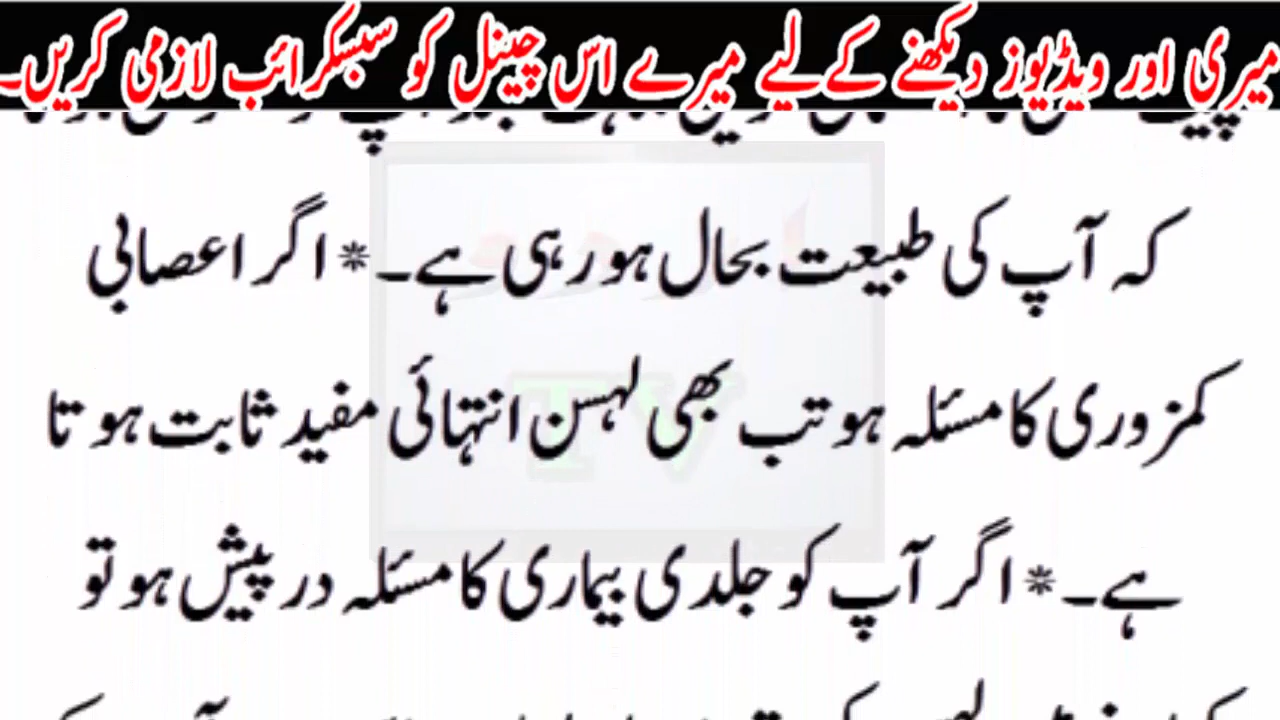 میری اور ویڈیوز دیکھنے کے لیے میرے اس چینل کو سبسکرائب لازمی کریں۔
کہ آپ کی طبیعت بحال ہو رہی ہے۔ * اگر اعصابی
کمزوری کا مسئلہ ہو تب بھی لہسن انتہائی مفید ثابت ہوتا
ہے۔ * اگر آپ کو جلدی بیماری کا مسئلہ درپیش ہو تو
TV